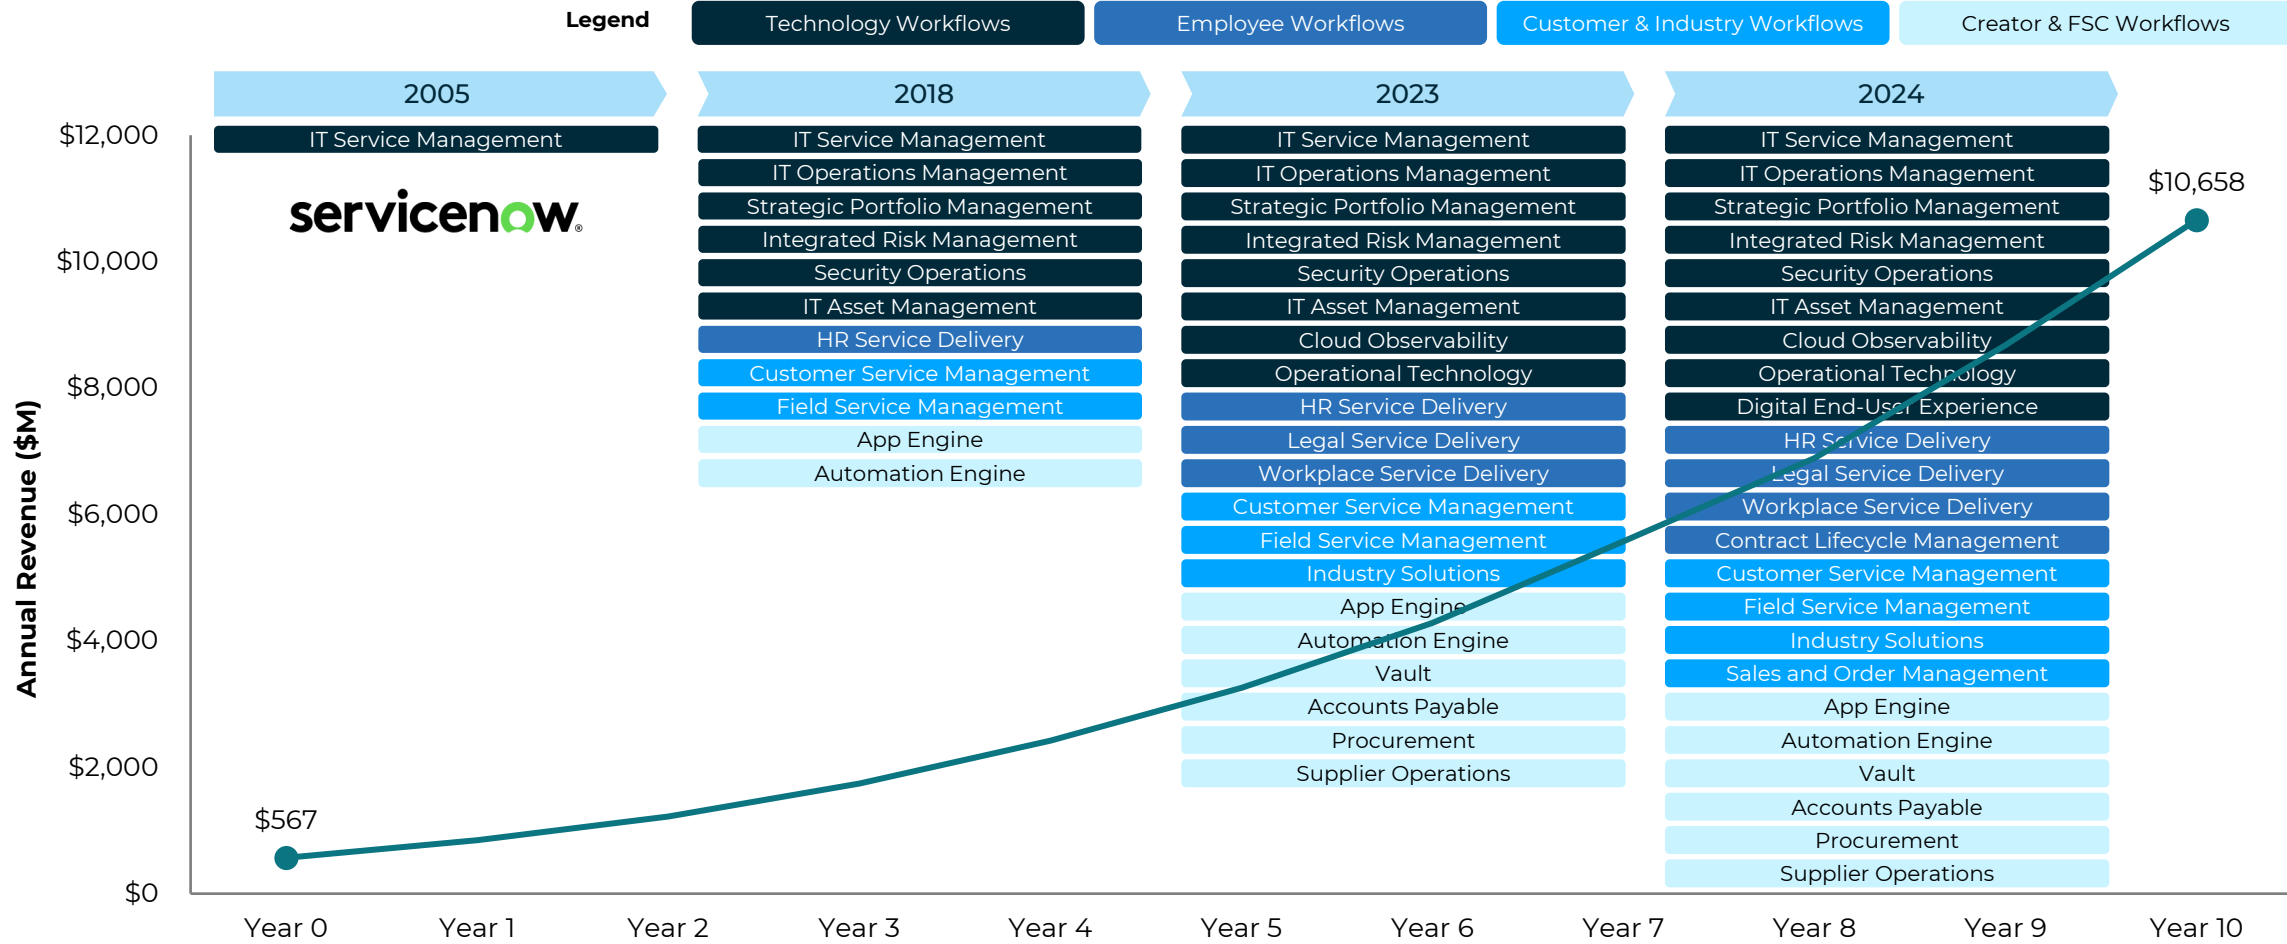 Legend
Technology Workflows
Employee Workflows
Customer & Industry Workflows
Creator & FSC Workflows
2005
IT Service Management
servicenow®
2018
IT Service Management
IT Operations Management
Strategic Portfolio Management
Integrated Risk Management
Security Operations
IT Asset Management
HR Service Delivery
Customer Service Management
Field Service Management
App Engine
Automation Engine
2023
IT Service Management
IT Operations Management
Strategic Portfolio Management
Integrated Risk Management
Security Operations
IT Asset Management
Cloud Observability
Operational Technology
HR Service Delivery
Legal Service Delivery
Workplace Service Delivery
Customer Service Management
Field Service Management
Industry Solutions
App Engine
Automation Engine
Vault
Accounts Payable
Procurement
Supplier Operations
2024
IT Service Management
IT Operations Management
Strategic Portfolio Management
Integrated Risk Management
Security Operations
IT Asset Management
Cloud Observability
Operational Technology
Digital End-User Experience
HR Service Delivery
Legal Service Delivery
Workplace Service Delivery
Contract Lifecycle Management
Customer Service Management
Field Service Management
Industry Solutions
Sales and Order Management
App Engine
Automation Engine
Vault
Accounts Payable
Procurement
Supplier Operations
Annual Revenue ($M)
$12,000
$10,000
$8,000
$6,000
$4,000
$2,000
$0
$567
$10,658
Year 0
Year 1
Year 2
Year 3
Year 4
Year 5
Year 6
Year 7
Year 8
Year 9
Year 10